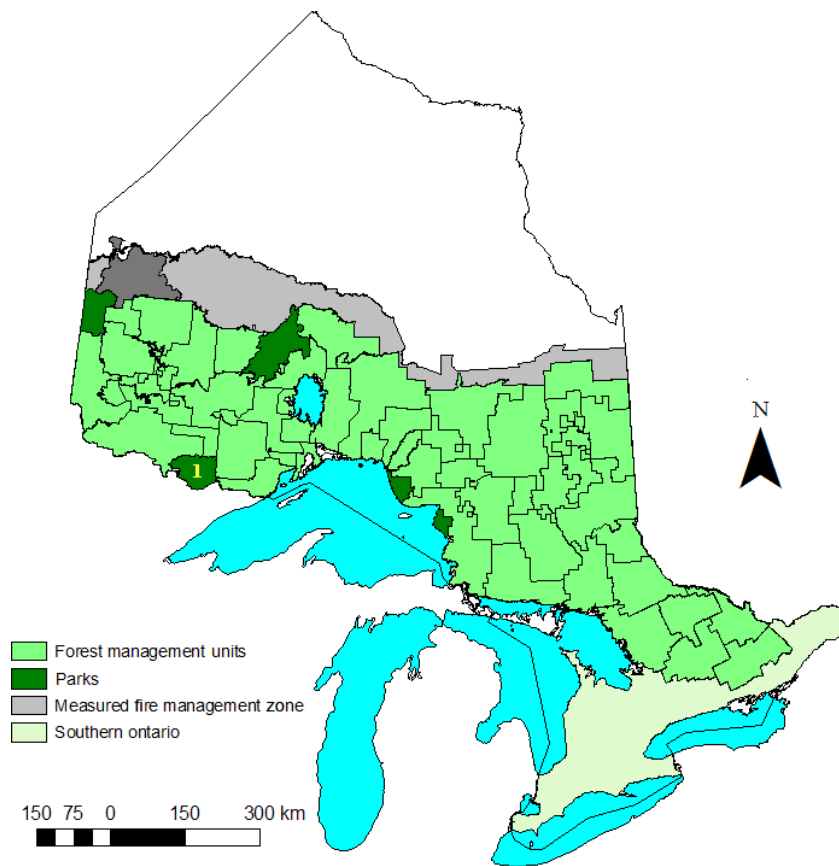 N
1
Forest management units
Parks
Measured fire management zone
Southern ontario
150 75 0 150 300 km